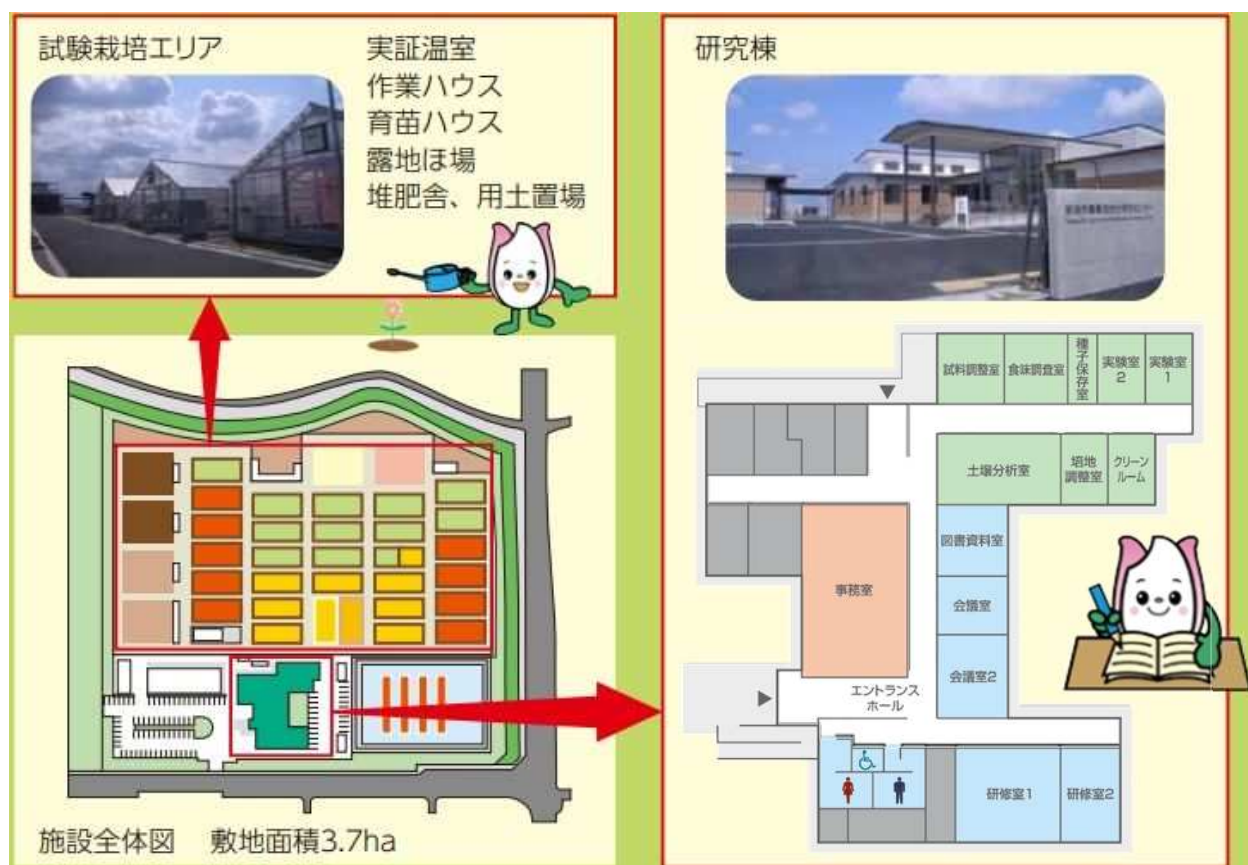 試験栽培エリア
実証温室
作業ハウス
育苗ハウス
露地ほ場
堆肥舎、用土置場
施設全体図　敷地面積3.7ha
研究棟
試料調整室
食味調査室
種子保存室
実験室
2
実験室
1
土壌分析室
培地
調整室
クリーン
ルーム
図書資料室
事務室
会議室
会議室2
エントランス
ホール
研修室1
研修室2